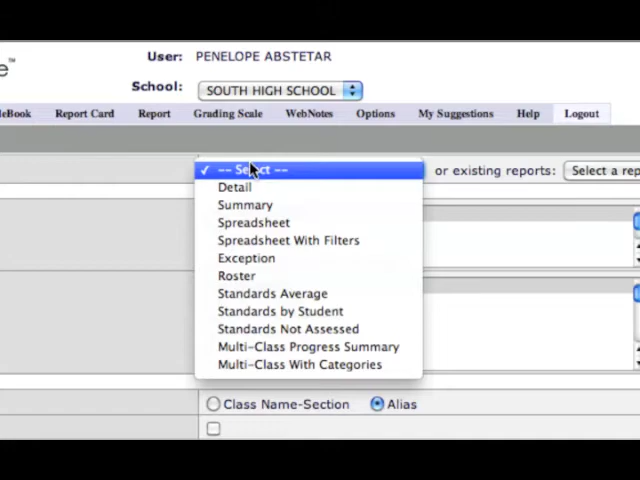 User: PENELOPE ABSTETAR
School: SOUTH HIGH SCHOOL
Report Card Report Grading Scale WebNotes Options My Suggestions Help Logout
✓ -- Select -- or existing reports: Select a
Detail
Summary
Spreadsheet
Spreadsheet With Filters
Exception
Roster
Standards Average
Standards by Student
Standards Not Assessed
Multi-Class Progress Summary
Multi-Class With Categories
Class Name-Section Alias